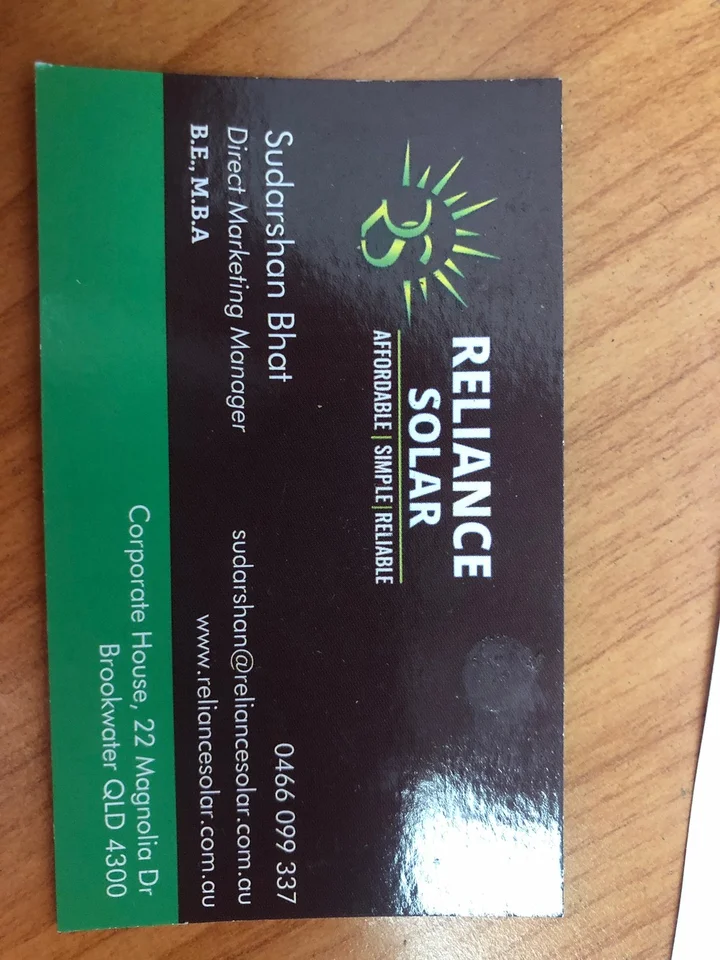 RS
RELIANCE
SOLAR
AFFORDABLE | SIMPLE | RELIABLE
Sudarshan Bhat
Direct Marketing Manager
B.E., M.B.A
0466 099 337
sudarshan@reliancesolar.com.au
www.reliancesolar.com.au
Corporate House, 22 Magnolia Dr
Brookwater QLD 4300